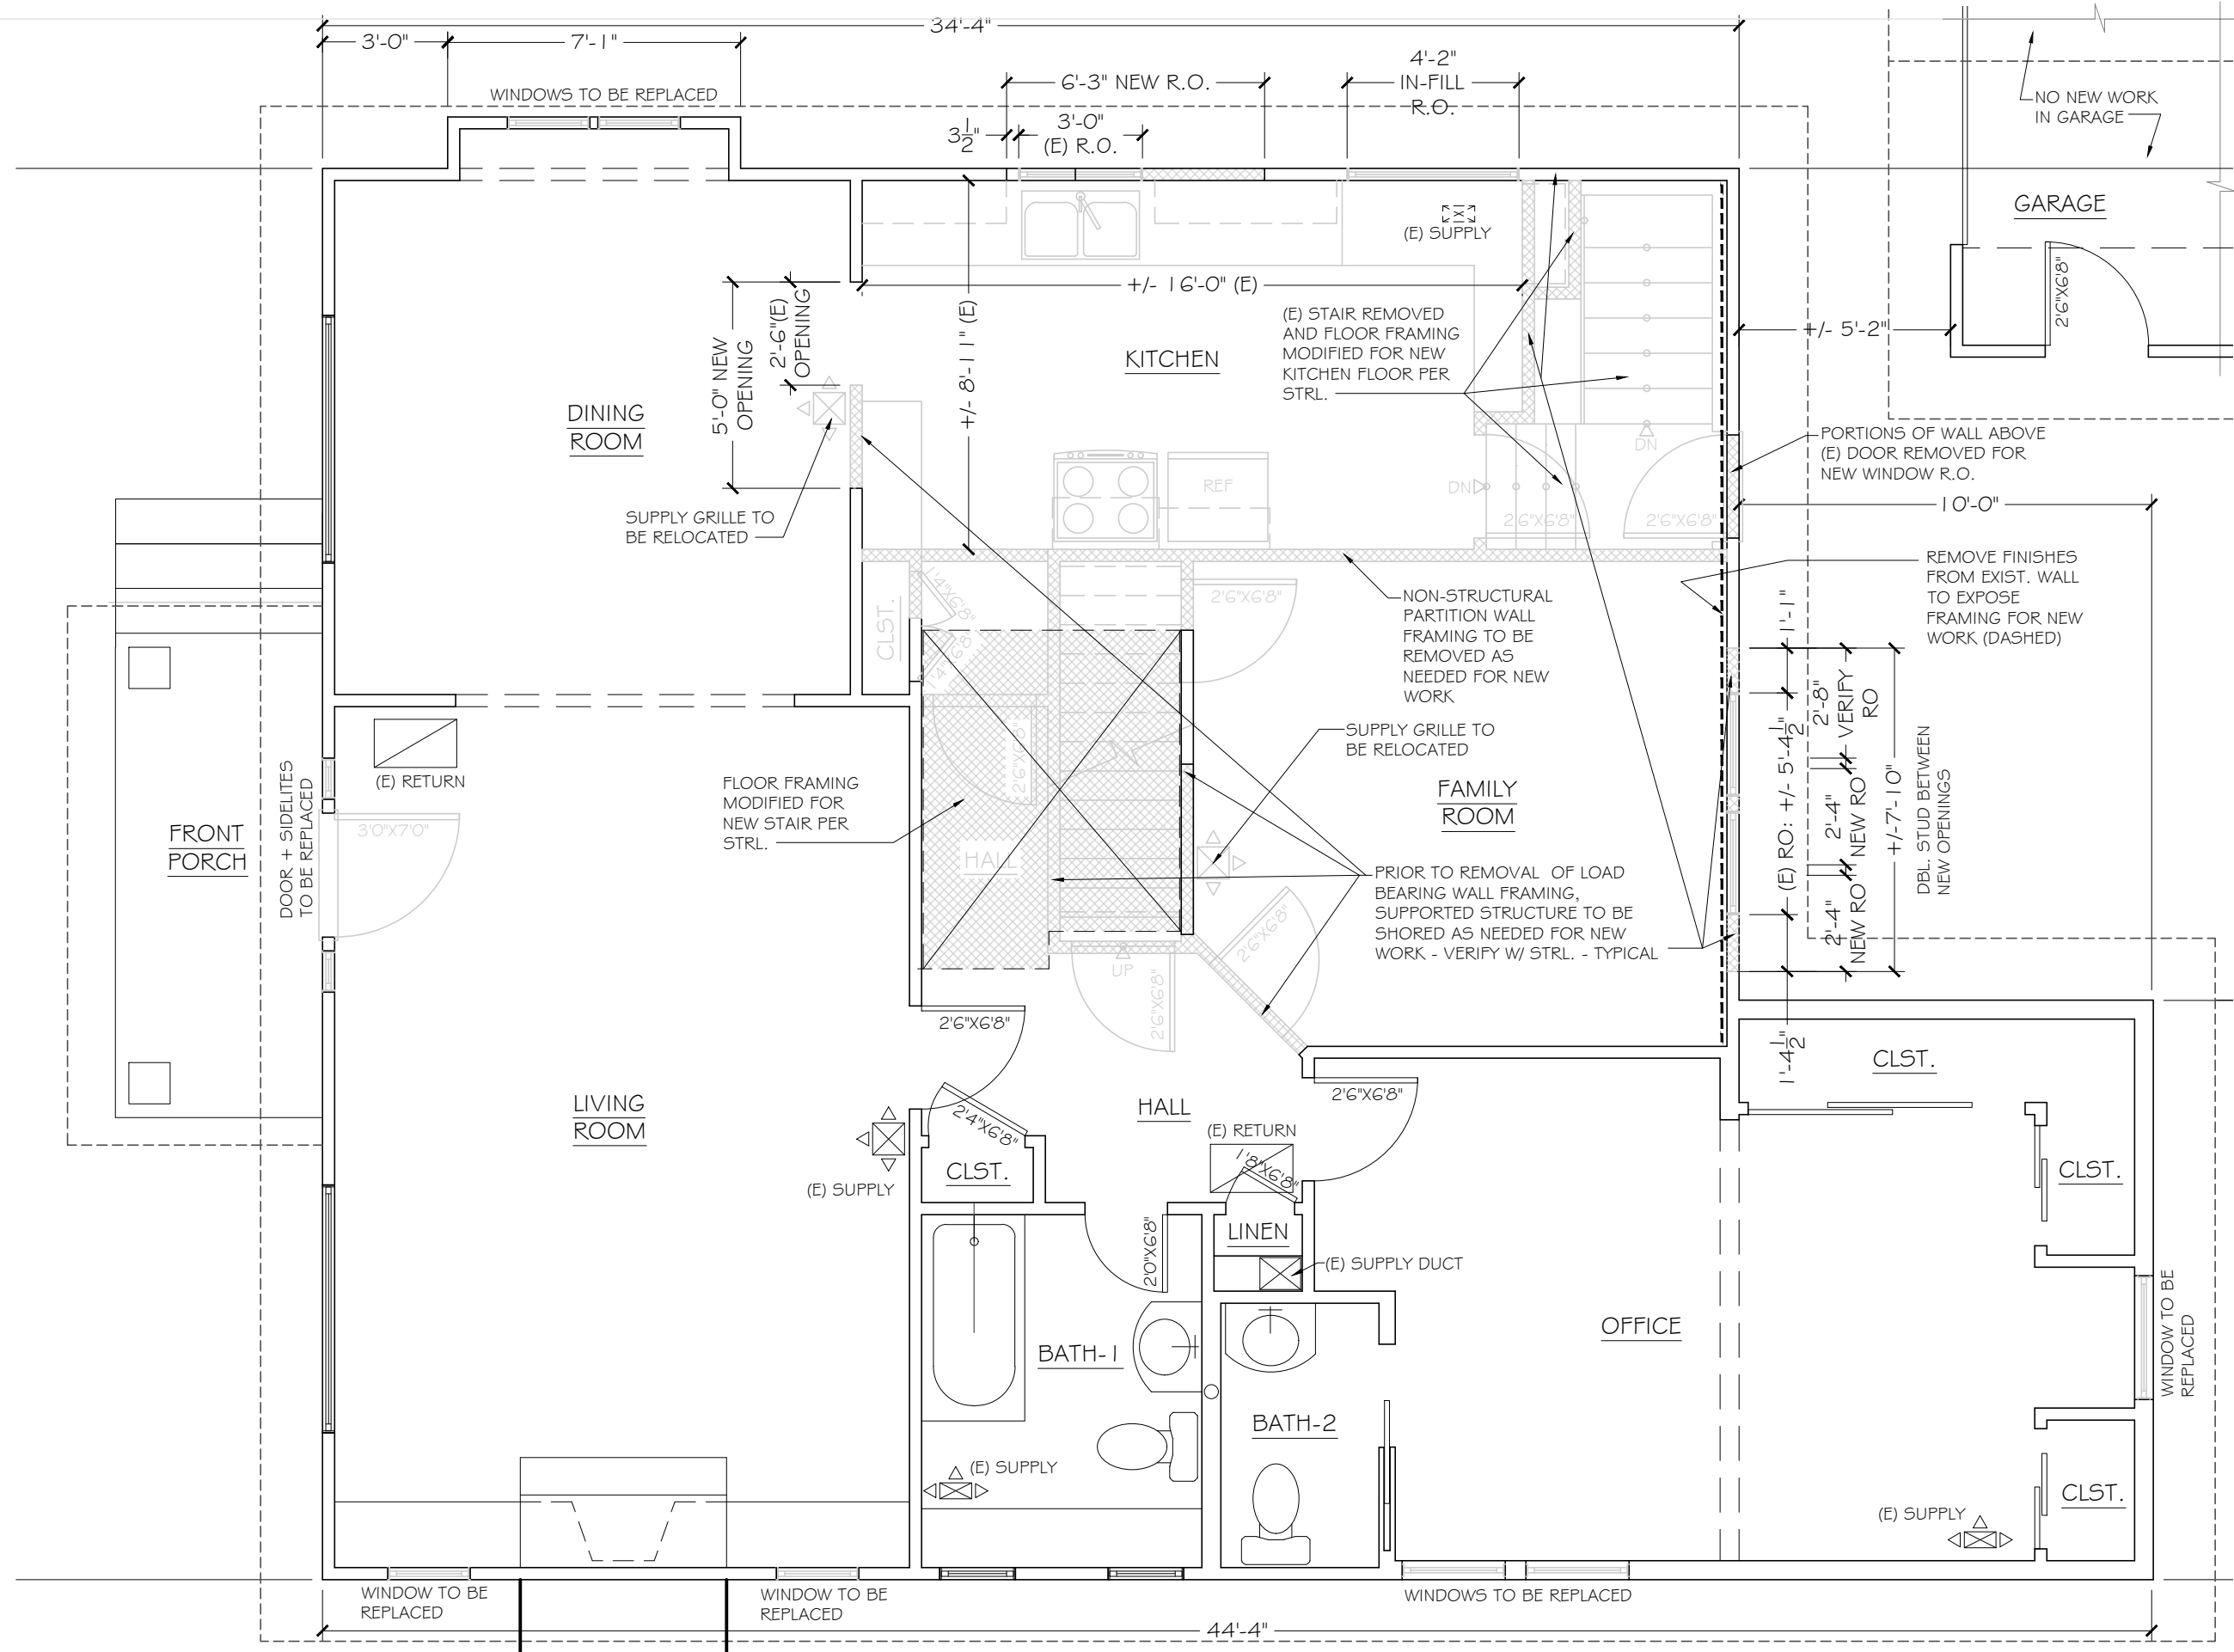 34'-4"
3'-0"
7'-1"
4'-2"
IN-FILL
R.O.
6'-3" NEW R.O.
WINDOWS TO BE REPLACED
3 1/2"
3'-0"
(E) R.O.
NO NEW WORK
IN GARAGE
GARAGE
2'6"X6'8"
(E) SUPPLY
+/- 16'-0" (E)
+/- 8'-11" (E)
2'-6"(E)
OPENING
5'-0" NEW
OPENING
(E) STAIR REMOVED
AND FLOOR FRAMING
MODIFIED FOR NEW
KITCHEN FLOOR PER
STRL.
+/- 5'-2"
KITCHEN
DINING
ROOM
DN
PORTIONS OF WALL ABOVE
(E) DOOR REMOVED FOR
NEW WINDOW R.O.
REF
DN
2'6"X6'8"
2'6"X6'8"
10'-0"
SUPPLY GRILLE TO
BE RELOCATED
REMOVE FINISHES
FROM EXIST. WALL
TO EXPOSE
FRAMING FOR NEW
WORK (DASHED)
CLST.
1'4"X6'8"
1'4"X6'8"
2'6"X6'8"
NON-STRUCTURAL
PARTITION WALL
FRAMING TO BE
REMOVED AS
NEEDED FOR NEW
WORK
1'-1"
2'-8"
VERIFY
RO
(E) RO: +/- 5'-4 1/2"
2'-4"
NEW RO
2'-4"
NEW RO
+/-7'-10"
DBL. STUD BETWEEN
NEW OPENINGS
1'-4 1/2"
SUPPLY GRILLE TO
BE RELOCATED
(E) RETURN
2'6"X6'8"
FLOOR FRAMING
MODIFIED FOR
NEW STAIR PER
STRL.
FAMILY
ROOM
FRONT
PORCH
DOOR + SIDELITES
TO BE REPLACED
3'0"X7'0"
HALL
PRIOR TO REMOVAL OF LOAD
BEARING WALL FRAMING,
SUPPORTED STRUCTURE TO BE
SHORED AS NEEDED FOR NEW
WORK - VERIFY W/ STRL. - TYPICAL
2'6"X6'8"
UP
2'6"X6'8"
2'6"X6'8"
CLST.
2'6"X6'8"
LIVING
ROOM
2'4"X6'8"
HALL
(E) RETURN
1'8"X6'8"
CLST.
CLST.
(E) SUPPLY
LINEN
2'0"X6'8"
(E) SUPPLY DUCT
WINDOW TO BE
REPLACED
OFFICE
BATH-1
BATH-2
(E) SUPPLY
CLST.
(E) SUPPLY
WINDOW TO BE
REPLACED
WINDOW TO BE
REPLACED
WINDOWS TO BE REPLACED
44'-4"